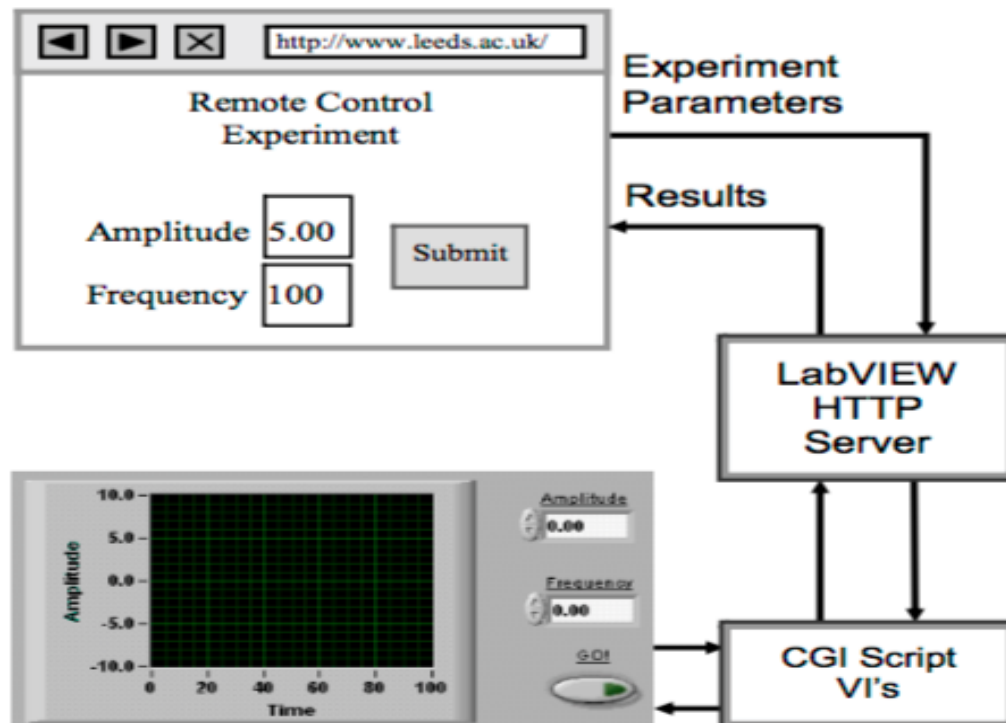 http://www.leeds.ac.uk/
Remote Control
Experiment
Amplitude 5.00
Frequency 100
Submit
Experiment
Parameters
Results
LabVIEW
HTTP
Server
CGI Script
VI's
Amplitude
10.0
5.0
0.0
-5.0
-10.0
0 20 40 60 80 100
Time
Amplitude
0.00
Frequency
0.00
GO!